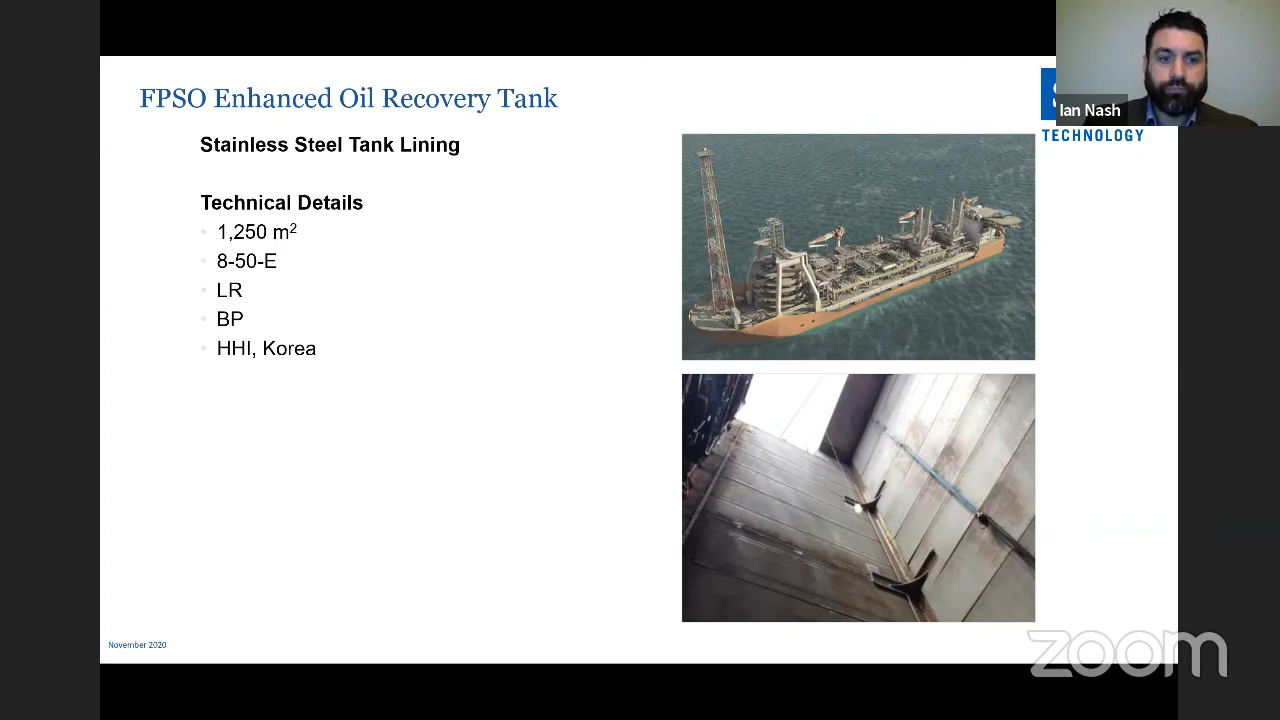 FPSO Enhanced Oil Recovery Tank
Stainless Steel Tank Lining
Technical Details
1,250 m²
8-50-E
LR
BP
HHI, Korea
November 2020
Ian Nash
TECHNOLOGY
zoom